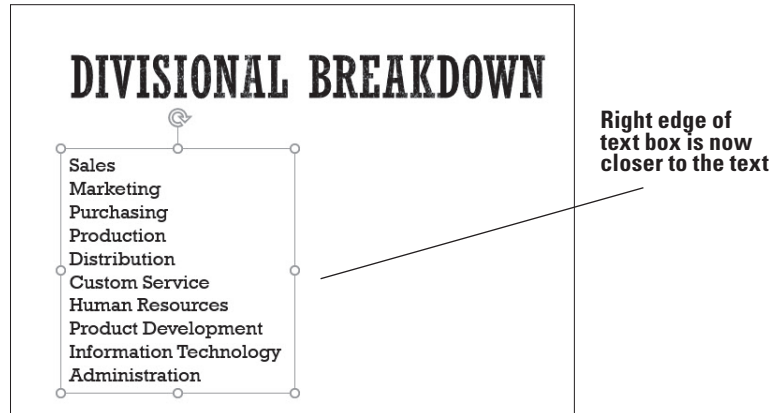 DIVISIONAL BREAKDOWN
Sales
Marketing
Purchasing
Production
Distribution
Custom Service
Human Resources
Product Development
Information Technology
Administration
Right edge of
text box is now
closer to the text